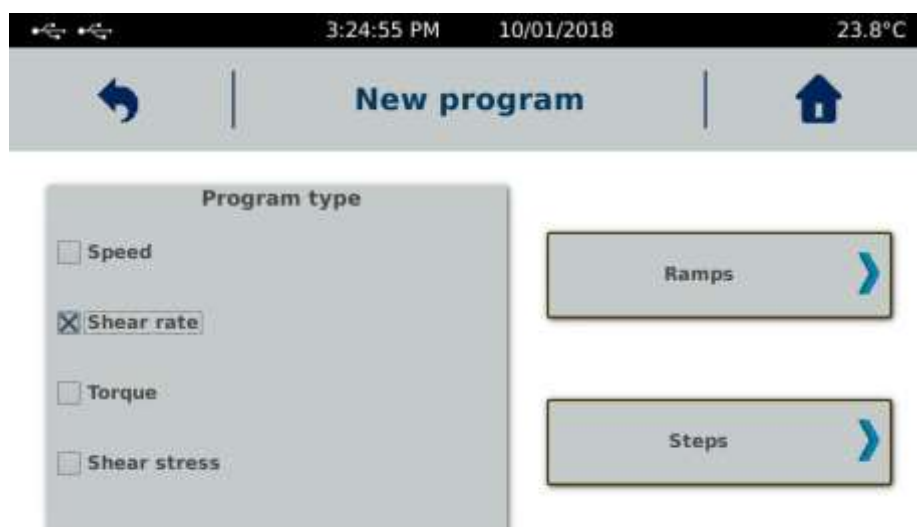 3:24:55 PM 10/01/2018 23.8°C
New program
Program type
Speed
Shear rate
Torque
Shear stress
Ramps
Steps